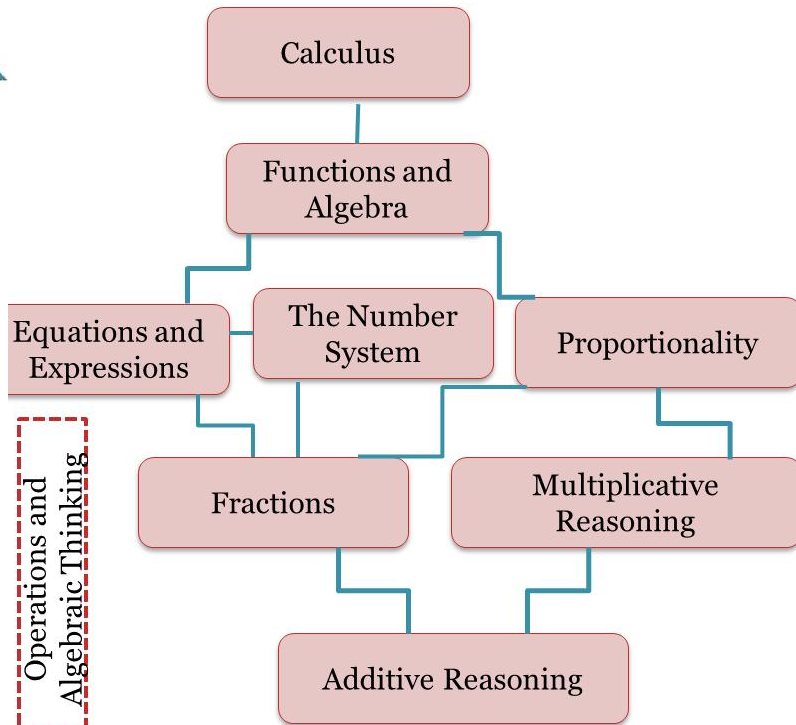 Calculus
Functions and
Algebra
Equations and
Expressions
The Number
System
Proportionality
Fractions
Multiplicative
Reasoning
Operations and
Algebraic Thinking
Additive Reasoning